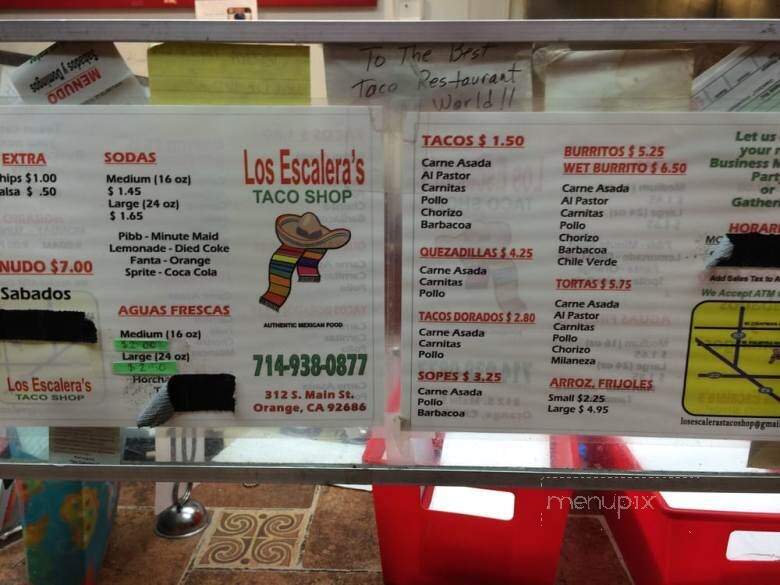 MENUDO
Sabados y Domingos
To The Best
Taco Restaurant
World!!
EXTRA
hips $1.00
alsa $ .50
NUDO $7.00
Sabados
Los Escalera's
TACO SHOP
SODAS
Medium (16 oz)
$ 1.45
Large (24 oz)
$ 1.65
Pibb - Minute Maid
Lemonade - Died Coke
Fanta - Orange
Sprite - Coca Cola
AGUAS FRESCAS
Medium (16 oz)
Large (24 oz)
Horcha
Los Escalera's
TACO SHOP
AUTHENTIC MEXICAN FOOD
714-938-0877
312 S. Main St.
Orange, CA 92686
TACOS $ 1.50
Carne Asada
Al Pastor
Carnitas
Pollo
Chorizo
Barbacoa
QUEZADILLAS $ 4.25
Carne Asada
Carnitas
Pollo
TACOS DORADOS $ 2.80
Carne Asada
Carnitas
Pollo
SOPES $ 3.25
Carne Asada
Pollo
Barbacoa
BURRITOS $ 5.25
WET BURRITO $ 6.50
Carne Asada
Al Pastor
Carnitas
Pollo
Chorizo
Barbacoa
Chile Verde
TORTAS $ 5.75
Carne Asada
Al Pastor
Carnitas
Pollo
Chorizo
Milaneza
ARROZ, FRIJOLES
Small $2.25
Large $ 4.95
Let us
your
Business M
Part
or
Gather
HORAR
Add Sales Tax to A
We Accept ATM
losescalerastacoshop@gmai
menupix